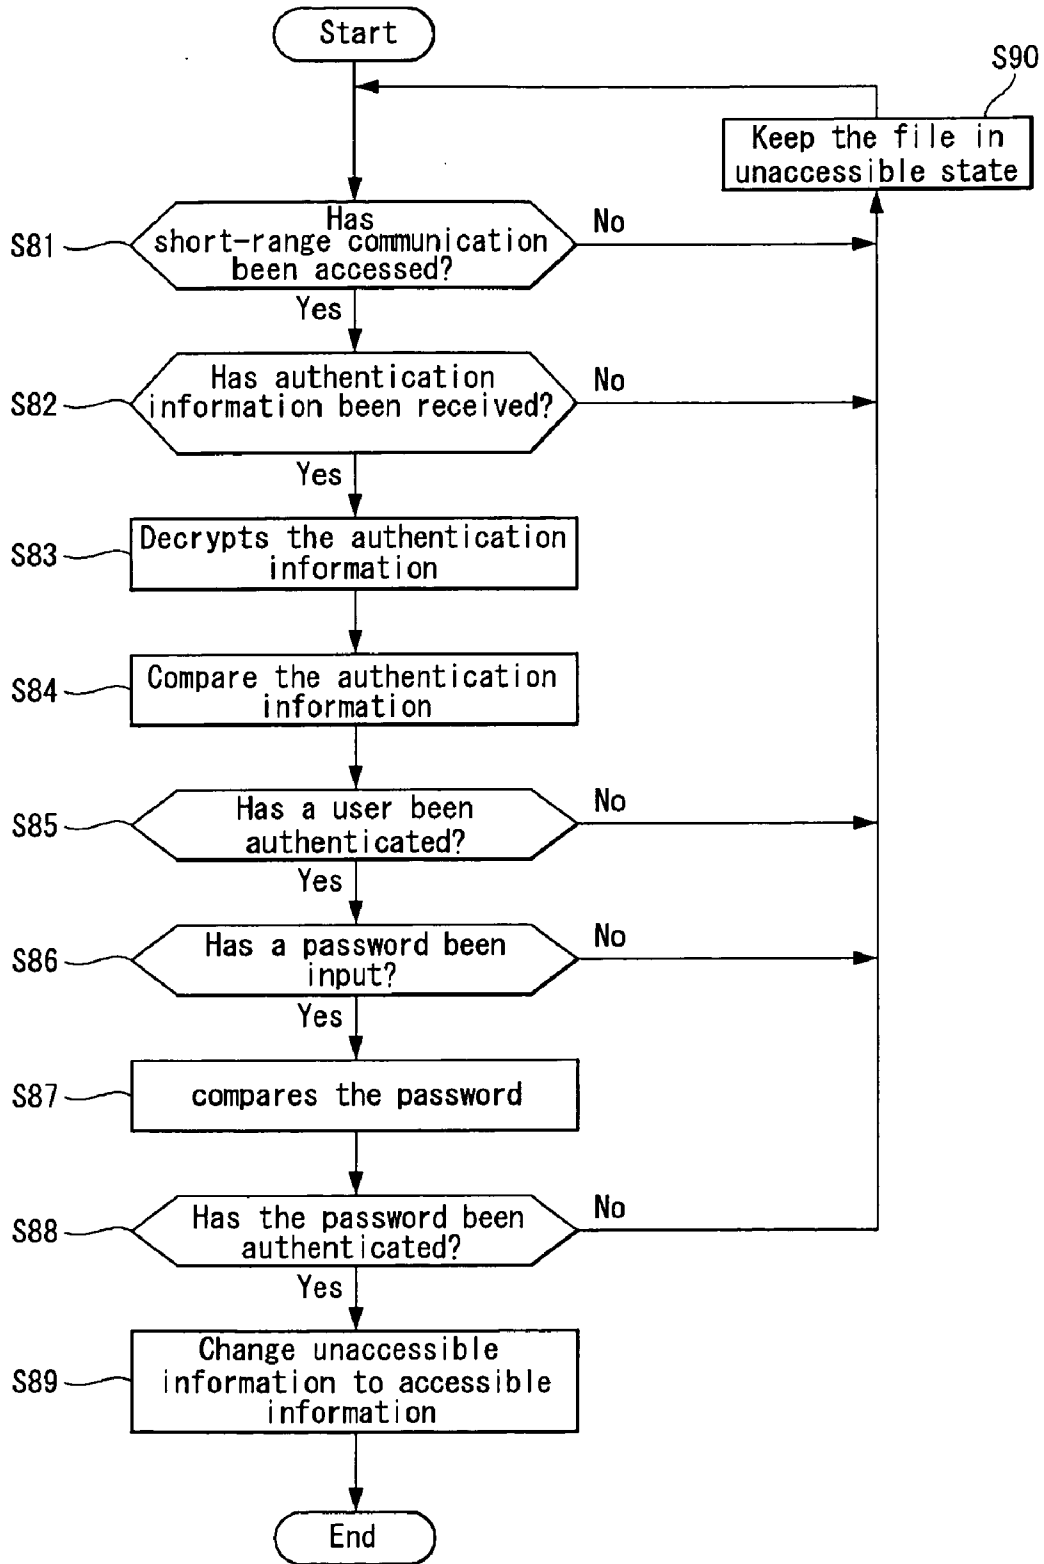 Start
S90
Keep the file in
unaccessible state
S81
Has
short-range communication
been accessed?
No
Yes
S82
Has authentication
information been received?
No
Yes
S83
Decrypts the authentication
information
S84
Compare the authentication
information
S85
Has a user been
authenticated?
No
Yes
S86
Has a password been
input?
No
Yes
S87
compares the password
S88
Has the password been
authenticated?
No
Yes
S89
Change unaccessible
information to accessible
information
End